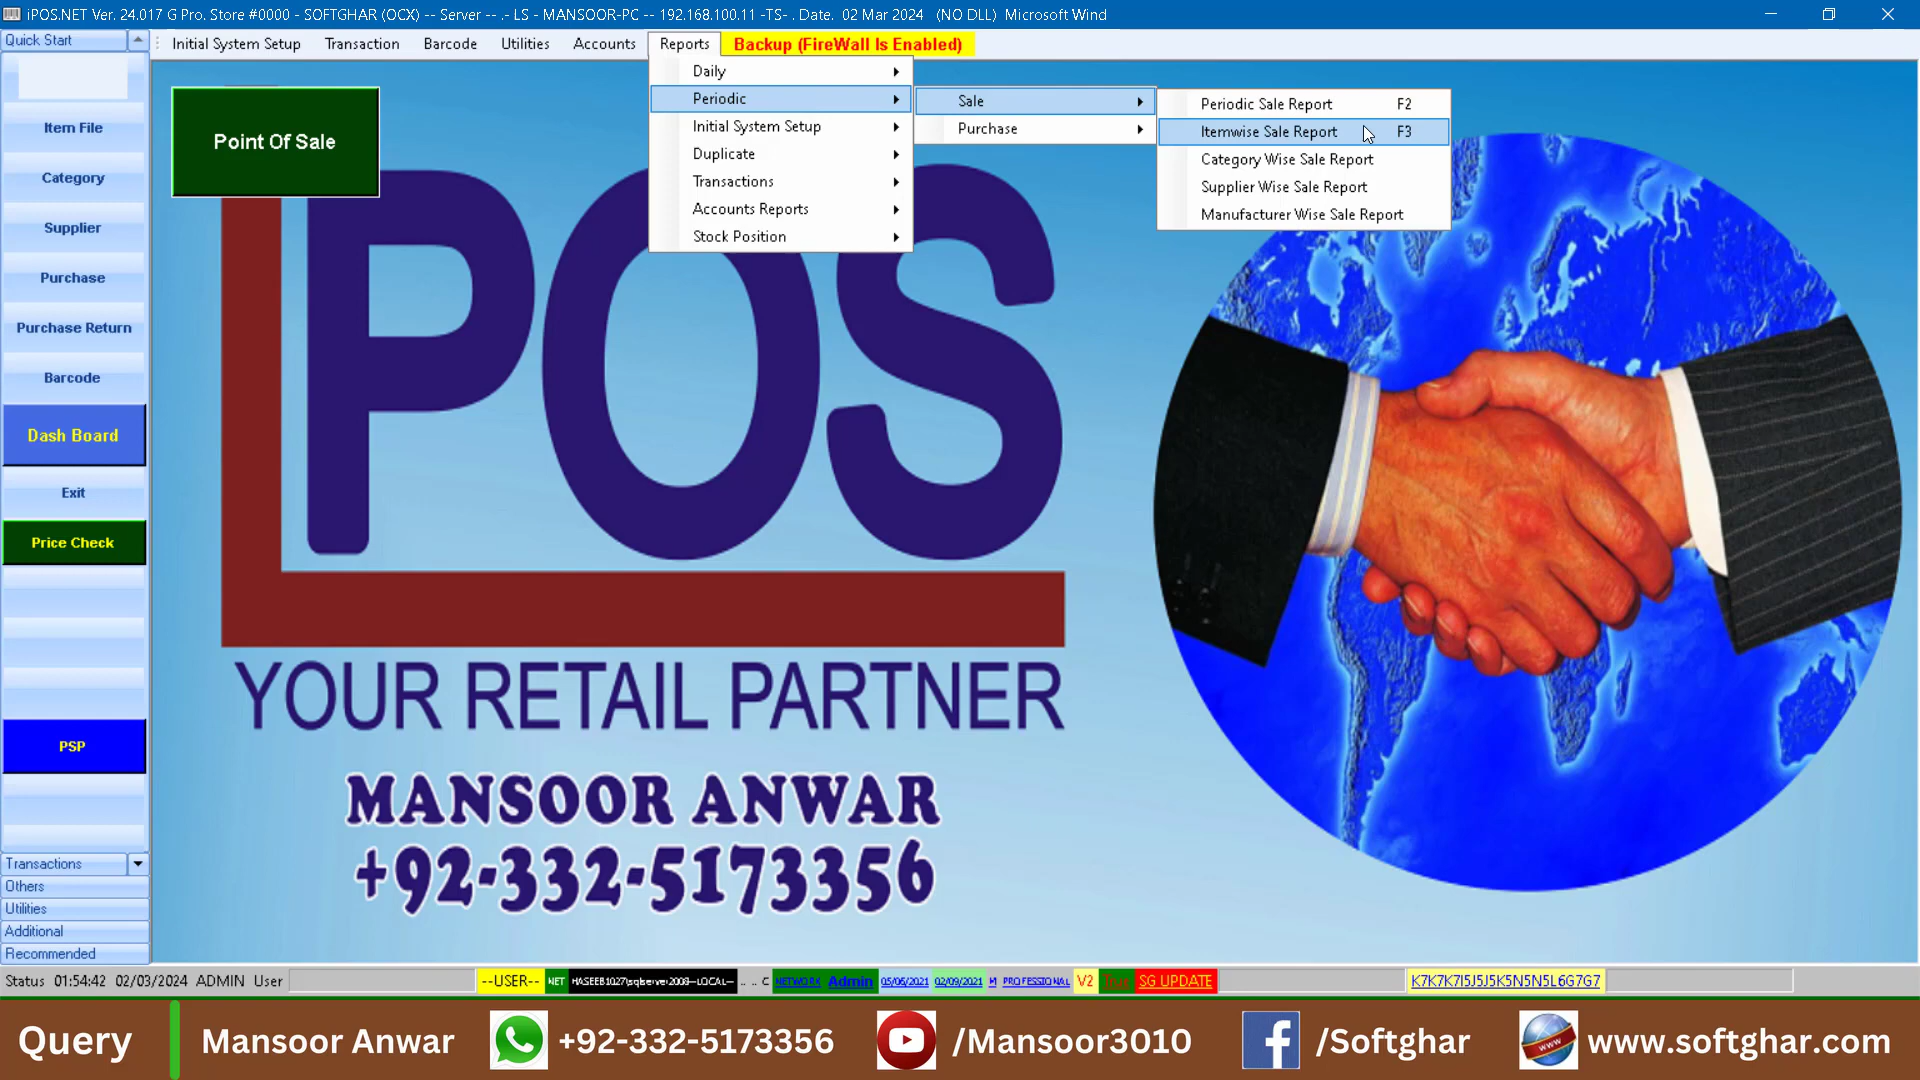 iPOS.NET Ver. 24.017 G Pro. Store #0000 - SOFTGHAR (OCX) -- Server -- .- LS - MANSOOR-PC -- 192.168.100.11 -TS- . Date. 02 Mar 2024 (NO DLL) Microsoft Wind
Quick Start
Initial System Setup Transaction Barcode Utilities Accounts Reports Backup (FireWall Is Enabled)
Daily
Periodic
Initial System Setup
Duplicate
Transactions
Accounts Reports
Stock Position
Sale
Purchase
Periodic Sale Report F2
Itemwise Sale Report F3
Category Wise Sale Report
Supplier Wise Sale Report
Manufacturer Wise Sale Report
Item File
Category
Supplier
Purchase
Purchase Return
Barcode
Dash Board
Exit
Price Check
PSP
Transactions
Others
Utilities
Additional
Recommended
Point Of Sale
POS
YOUR RETAIL PARTNER
MANSOOR ANWAR
+92-332-5173356
Status 01:54:42 02/03/2024 ADMIN User --USER-- NET HASEEB1027\sqlserver2008--LOCAL-- .. .. C NETWORK Admin 05/06/2021 02/09/2021 M PROFESSIONAL V2 True SG UPDATE K7K7K7I5J5J5K5N5N5L6G7G7
Query Mansoor Anwar +92-332-5173356 /Mansoor3010 /Softghar www.softghar.com